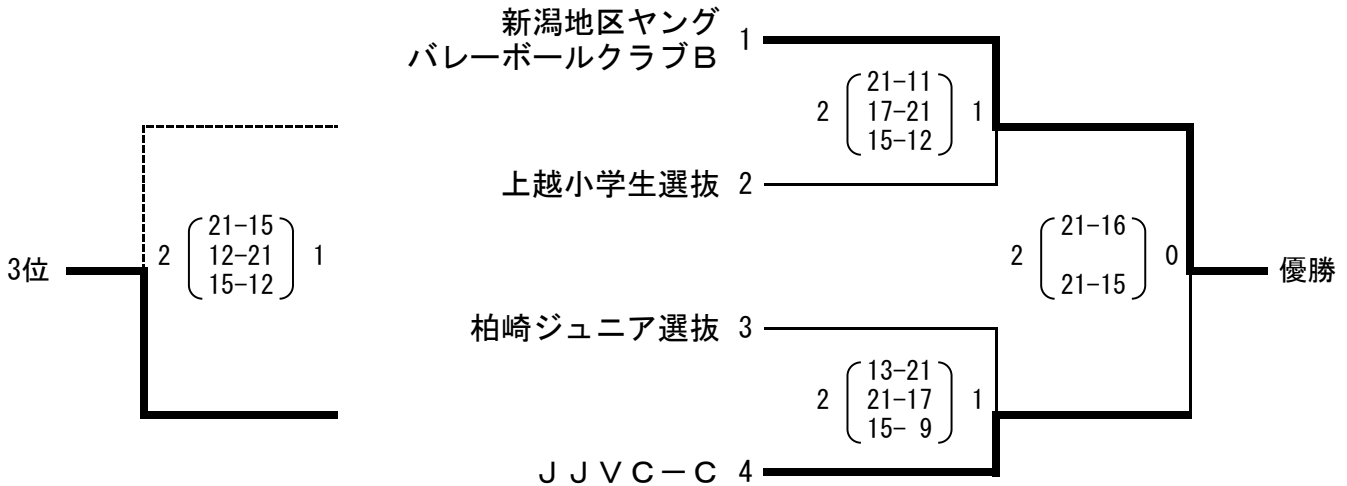 新潟地区ヤング
バレーボールクラブB 1
21-11
2 17-21 1
15-12
上越小学生選抜 2
21-15
2 12-21 1
15-12
3位
21-16
2 0
21-15
優勝
柏崎ジュニア選抜 3
13-21
2 21-17 1
15- 9
ＪＪＶＣ－Ｃ 4